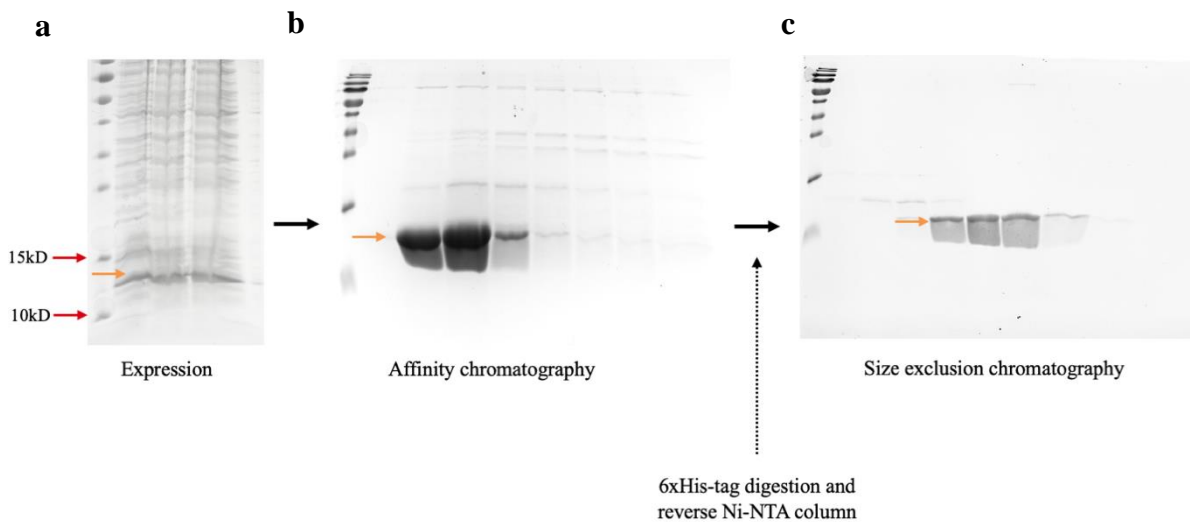 a
b
c
15kD
10kD
Expression
Affinity chromatography
Size exclusion chromatography
6xHis-tag digestion and
reverse Ni-NTA column